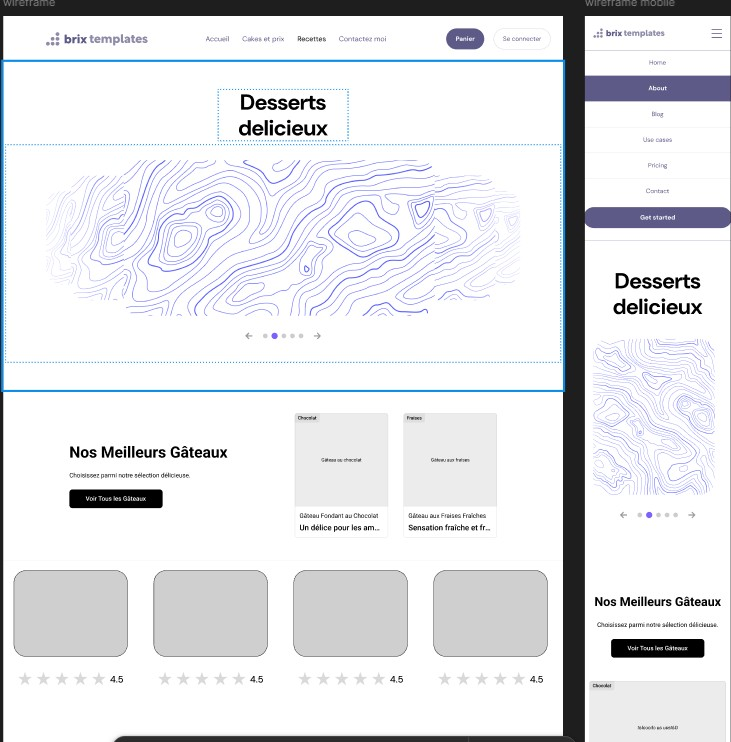 wireframe
brix templates
Accueil
Cakes et prix
Recettes
Contactez moi
Panier
Se connecter
Desserts
delicieux
Nos Meilleurs Gâteaux
Choisissez parmi notre sélection délicieuse.
Voir Tous les Gâteaux
Chocolat
Gâteau au chocolat
Gâteau Fondant au Chocolat
Un délice pour les am...
Fraises
Gâteau aux fraises
Gâteau aux Fraises Fraîches
Sensation fraîche et fr...
4.5
4.5
4.5
4.5
wireframe mobile
brix templates
Home
About
Blog
Use cases
Pricing
Contact
Get started
Desserts
delicieux
Nos Meilleurs Gâteaux
Choisissez parmi notre sélection délicieuse.
Voir Tous les Gâteaux
Chocolat